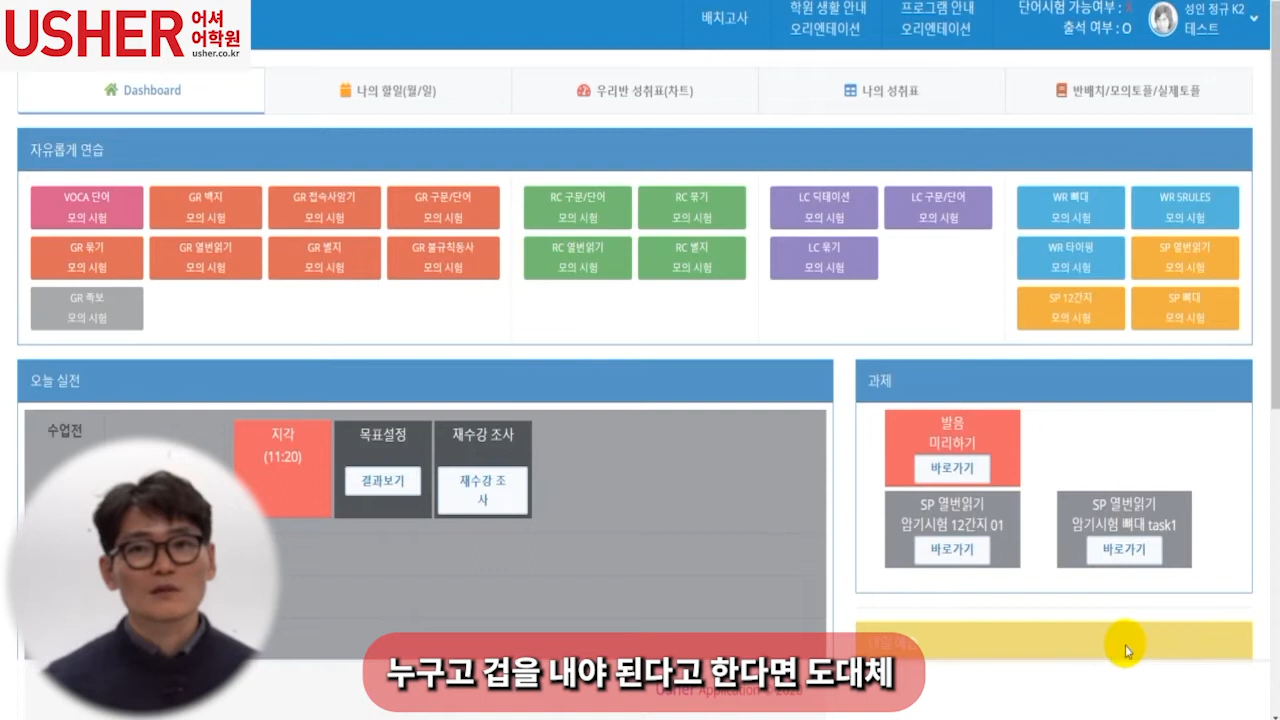 USHER 어셔
어학원
usher.co.kr
배치고사
학원 생활 안내
오리엔테이션
프로그램 안내
오리엔테이션
단어시험 가능여부 : X
출석 여부 : O
성인 정규 K2
테스트
Dashboard
나의 할일(월/일)
우리반 성취표(차트)
나의 성취표
반배치/모의토플/실제토플
자유롭게 연습
VOCA 단어
모의 시험
GR 백지
모의 시험
GR 접속사암기
모의 시험
GR 구문/단어
모의 시험
RC 구문/단어
모의 시험
RC 묶기
모의 시험
LC 딕테이션
모의 시험
LC 구문/단어
모의 시험
WR 뼈대
모의 시험
WR 5RULES
모의 시험
GR 묶기
모의 시험
GR 열번읽기
모의 시험
GR 별지
모의 시험
GR 불규칙동사
모의 시험
RC 열번읽기
모의 시험
RC 별지
모의 시험
LC 묶기
모의 시험
WR 타이핑
모의 시험
SP 열번읽기
모의 시험
GR 족보
모의 시험
SP 12간지
모의 시험
SP 뼈대
모의 시험
오늘 실전
수업전
지각
(11:20)
목표설정
결과보기
재수강 조사
재수강 조
사
과제
발음
미리하기
바로가기
SP 열번읽기
암기시험 12간지 01
바로가기
SP 열번읽기
암기시험 뼈대 task1
바로가기
누구고 겁을 내야 된다고 한다면 도대체
Usher Application © 2020